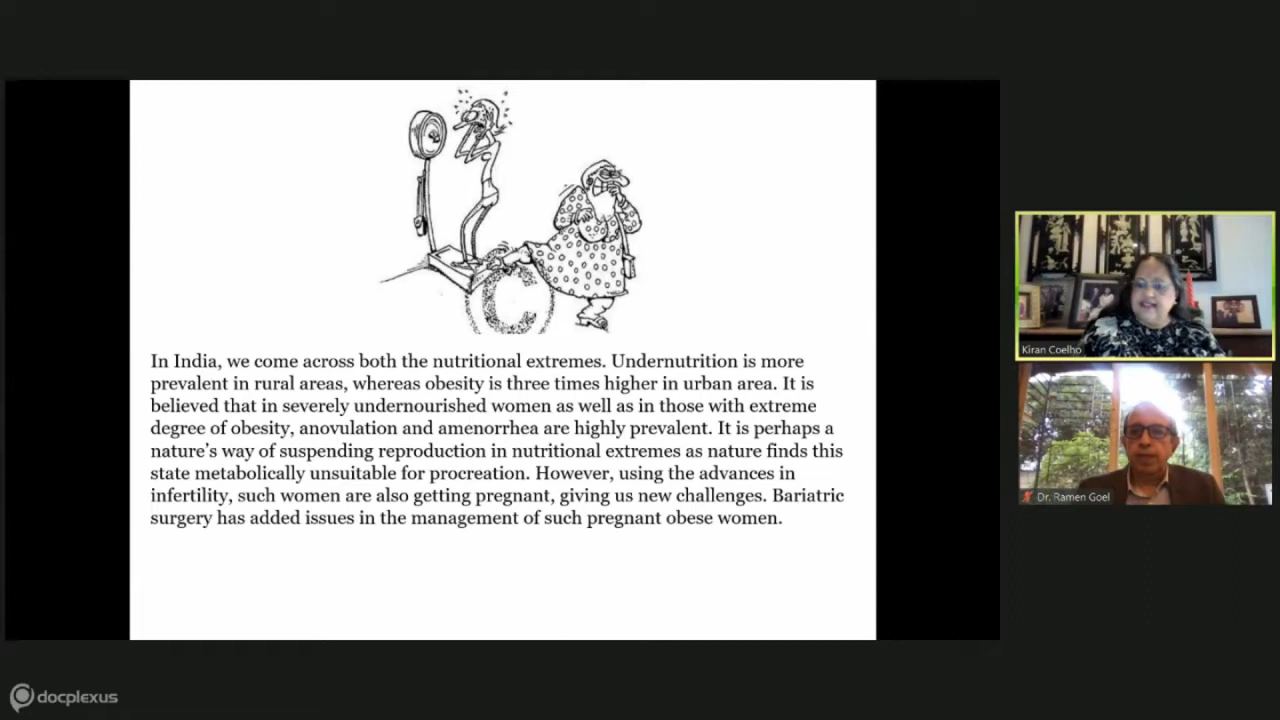 In India, we come across both the nutritional extremes. Undernutrition is more
prevalent in rural areas, whereas obesity is three times higher in urban area. It is
believed that in severely undernourished women as well as in those with extreme
degree of obesity, anovulation and amenorrhea are highly prevalent. It is perhaps a
nature's way of suspending reproduction in nutritional extremes as nature finds this
state metabolically unsuitable for procreation. However, using the advances in
infertility, such women are also getting pregnant, giving us new challenges. Bariatric
surgery has added issues in the management of such pregnant obese women.
Kiran Coelho
Dr. Ramen Goel
docplexus